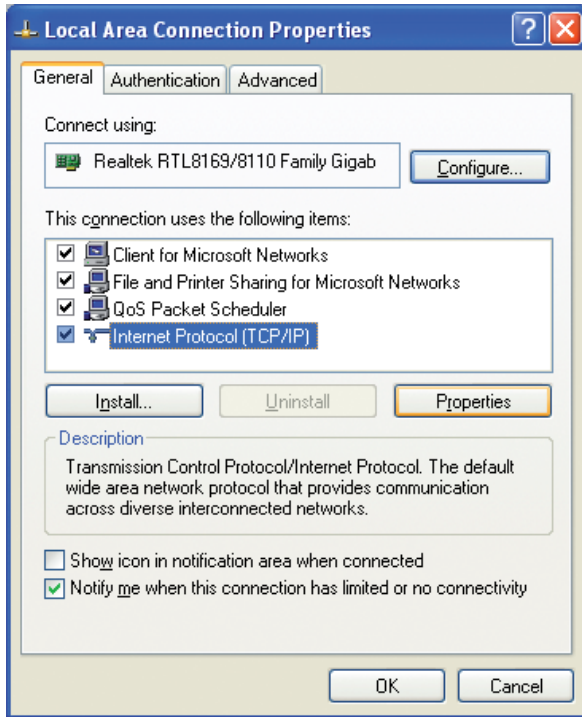 Local Area Connection Properties
General Authentication Advanced
Connect using:
Realtek RTL8169/8110 Family Gigab Configure...
This connection uses the following items:
Client for Microsoft Networks
File and Printer Sharing for Microsoft Networks
QoS Packet Scheduler
Internet Protocol (TCP/IP)
Install... Uninstall Properties
Description
Transmission Control Protocol/Internet Protocol. The default
wide area network protocol that provides communication
across diverse interconnected networks.
Show icon in notification area when connected
Notify me when this connection has limited or no connectivity
OK Cancel